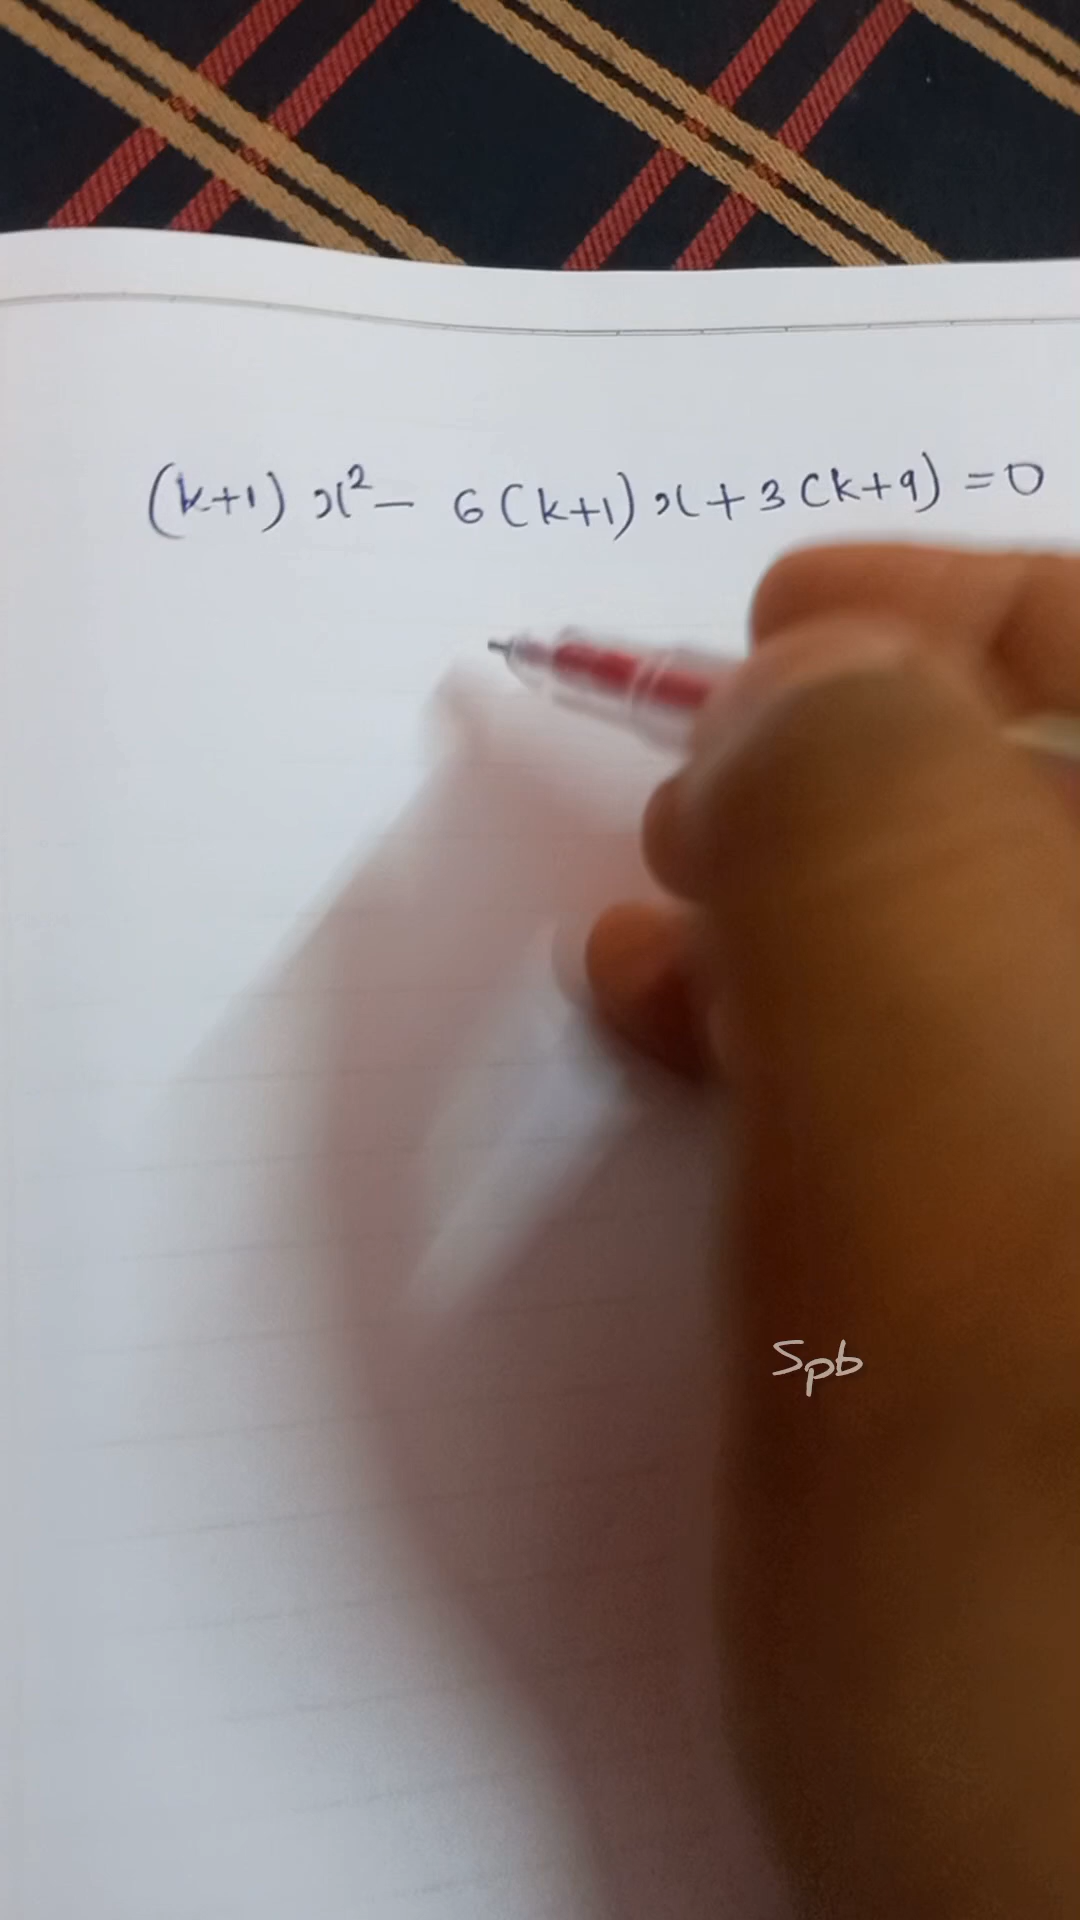 (k+1) x² - 6(k+1)x + 3(k+9) = 0
Spb